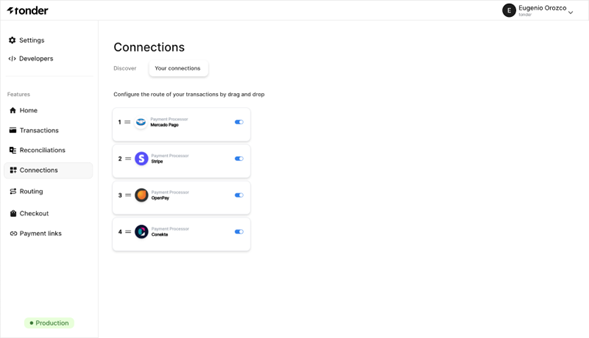 tonder
E
Eugenio Orozco
tonder
Settings
Developers
Features
Home
Transactions
Reconciliations
Connections
Routing
Checkout
Payment links
Production
Connections
Discover
Your connections
Configure the route of your transactions by drag and drop
1
Payment Processor
Mercado Pago
2
S
Payment Processor
Stripe
3
Payment Processor
OpenPay
4
Payment Processor
Conekta